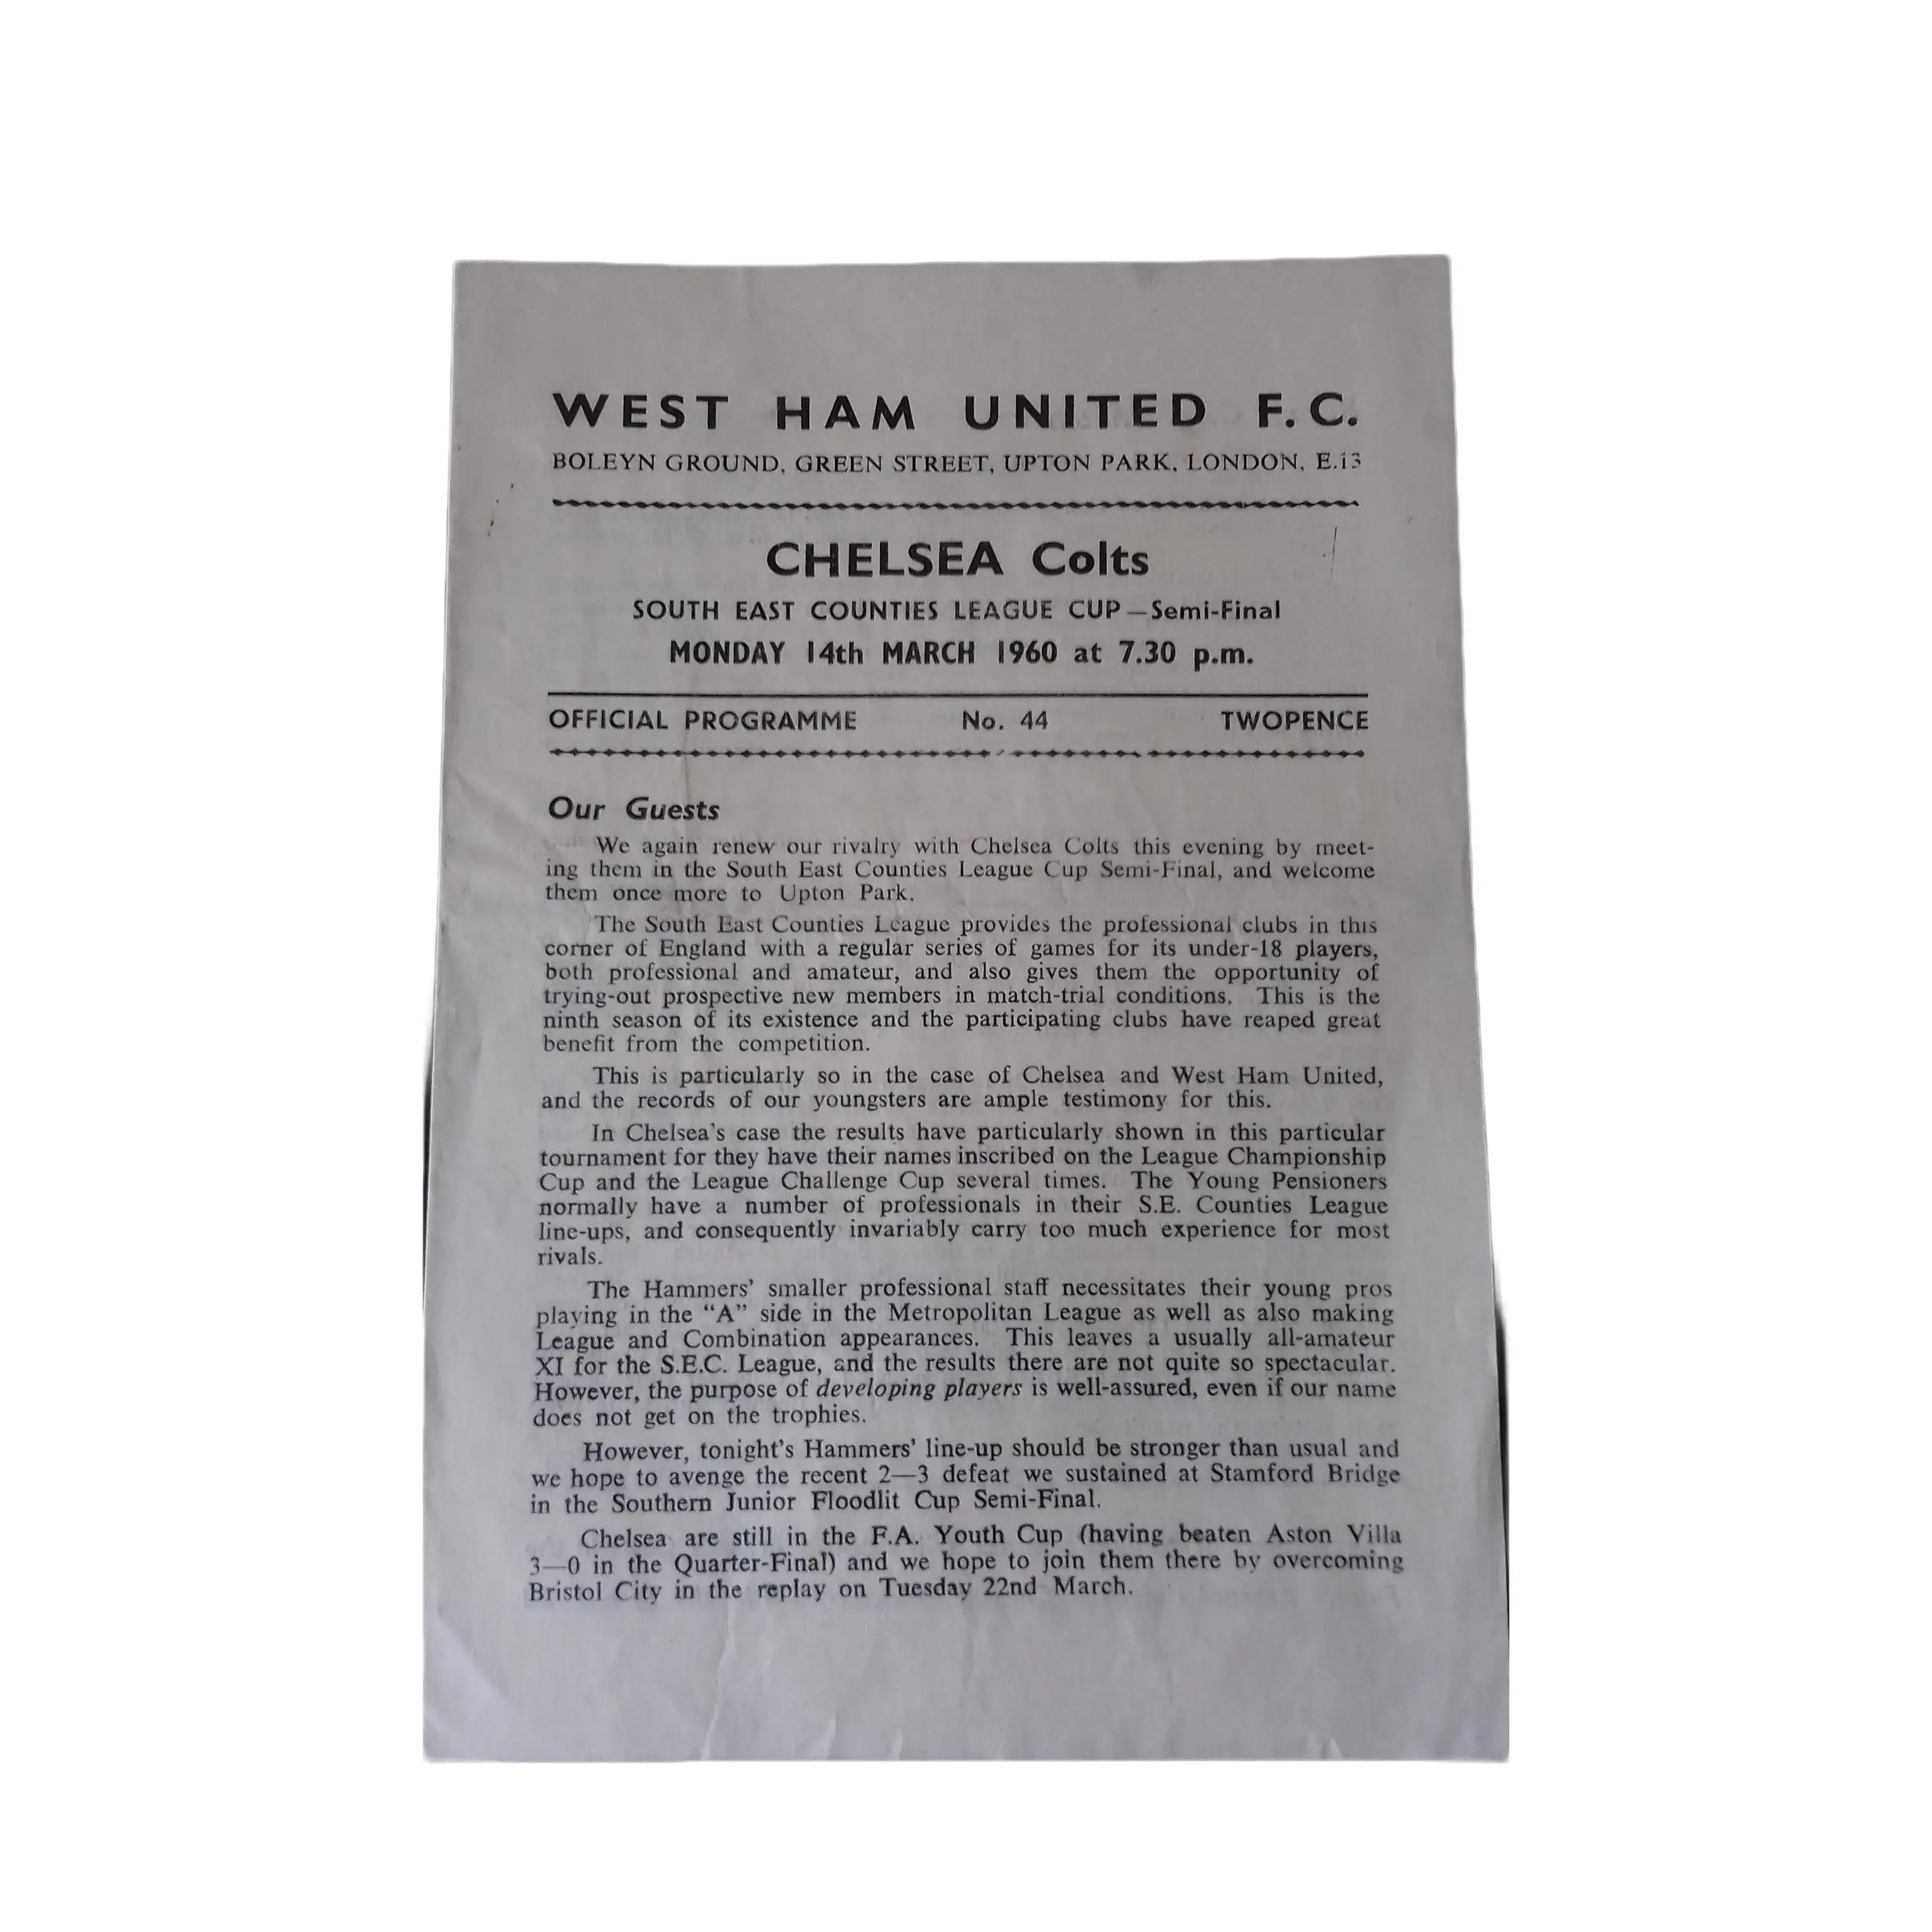 WEST HAM UNITED F.C.
BOLEYN GROUND, GREEN STREET, UPTON PARK, LONDON, E.13
CHELSEA Colts
SOUTH EAST COUNTIES LEAGUE CUP—Semi-Final
MONDAY 14th MARCH 1960 at 7.30 p.m.
OFFICIAL PROGRAMME No. 44 TWOPENCE
Our Guests
We again renew our rivalry with Chelsea Colts this evening by meet-
ing them in the South East Counties League Cup Semi-Final, and welcome
them once more to Upton Park.
The South East Counties League provides the professional clubs in this
corner of England with a regular series of games for its under-18 players,
both professional and amateur, and also gives them the opportunity of
trying-out prospective new members in match-trial conditions. This is the
ninth season of its existence and the participating clubs have reaped great
benefit from the competition.
This is particularly so in the case of Chelsea and West Ham United,
and the records of our youngsters are ample testimony for this.
In Chelsea's case the results have particularly shown in this particular
tournament for they have their names inscribed on the League Championship
Cup and the League Challenge Cup several times. The Young Pensioners
normally have a number of professionals in their S.E. Counties League
line-ups, and consequently invariably carry too much experience for most
rivals.
The Hammers' smaller professional staff necessitates their young pros
playing in the "A" side in the Metropolitan League as well as also making
League and Combination appearances. This leaves a usually all-amateur
XI for the S.E.C. League, and the results there are not quite so spectacular.
However, the purpose of developing players is well-assured, even if our name
does not get on the trophies.
However, tonight's Hammers' line-up should be stronger than usual and
we hope to avenge the recent 2—3 defeat we sustained at Stamford Bridge
in the Southern Junior Floodlit Cup Semi-Final.
Chelsea are still in the F.A. Youth Cup (having beaten Aston Villa
3—0 in the Quarter-Final) and we hope to join them there by overcoming
Bristol City in the replay on Tuesday 22nd March.